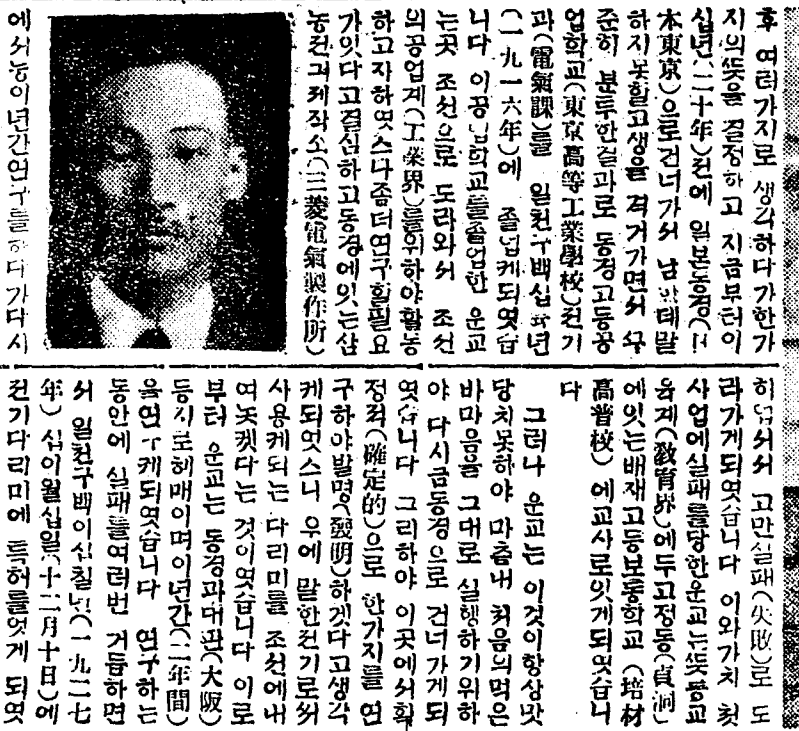 후 여러가지로 생각하다가한가
지의뜻을 결정하고 지금부터이
십년(二十年)전에 일본동경(日
本東京)으로건너가서 남한테말
하지못할고생을 격거가면서 꾸
준히 분투한결과로 동경고등공
업학교(東京高等工業學校)전기
과(電氣課)를 일천구백십륙년
(一九一六年)에 졸업케되엿습
니다 이공업학교를졸업한 운교
는곳 조선으로 도라와서 조선
의공업계(工業界)를위하야활농
하고자하엿스나좀더연구할필요
가잇다고결심하고동경에잇는삼
농전긔제작소(三菱電氣製作所)
에서농이년간연구를하다가다시
히업서서 고만실패(失敗)로 도
라가게되엿습니다 이와가치 첫
사업에실패를당한운교는뜻을교
육계(敎育界)에두고정동(貞洞)
에잇는배재고등보통학교 (培材
高普校)에교사로잇게되엿습니
다
그러나 운교는 이것이항상맛
당치못하야 마츰내 처음의먹은
바마음을 그대로 실행하기위하
야 다시금동경으로 건너가게되
엿습니다 그리하야 이곳에서확
정적(確定的)으로 한가지를 연
구하야발명(發明)하겟다고생각
케되엿스니 우에 말한전기로써
사용케되는 다리미를 조선에내
여놋켓다는 것이엿습니다 이로
부터 운교는 동경과대판(大阪)
등지로헤매이며이년간(二年間)
을연구케되엿습니다 연구하는
동안에 실패를여러번 거듭하면
서 일천구백이십칠년(一九二七
年) 십이월십일(十二月十日)에
전기다리미에 특허를엇게 되엿